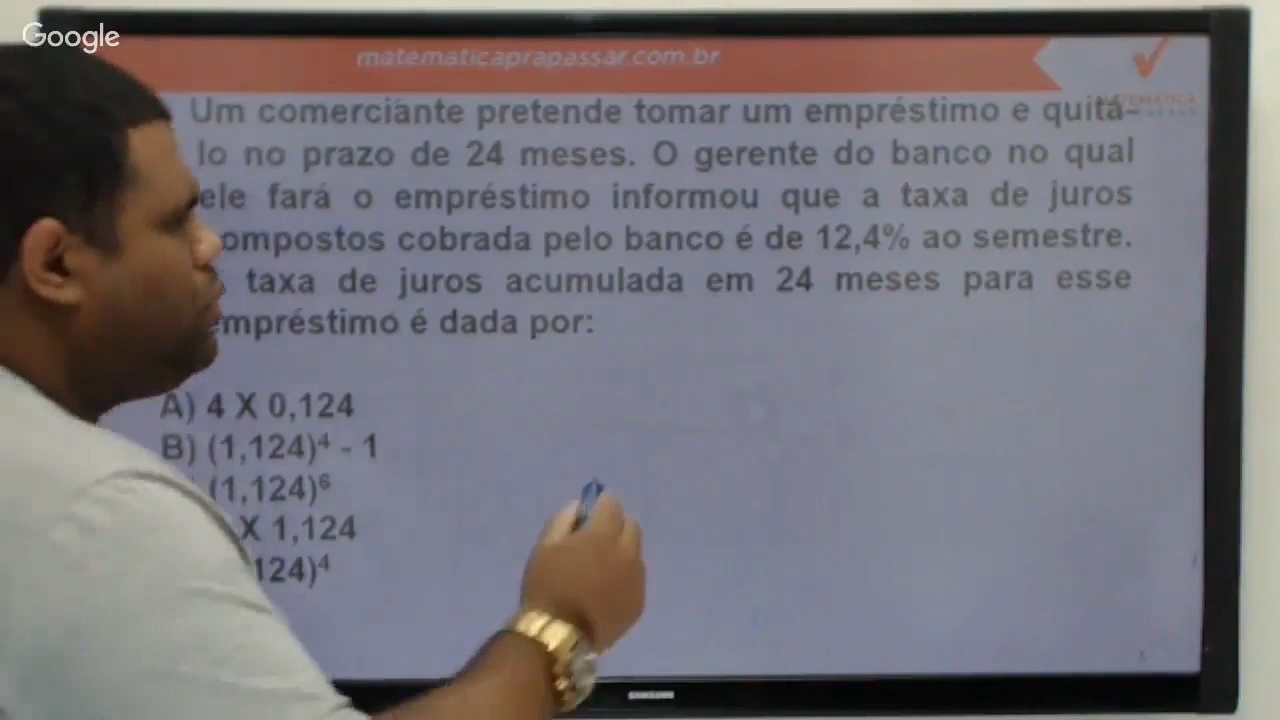 Google
matematicaprapassar.com.br
Um comerciante pretende tomar um empréstimo e quitá-
lo no prazo de 24 meses. O gerente do banco no qual
ele fará o empréstimo informou que a taxa de juros
ompostos cobrada pelo banco é de 12,4% ao semestre.
taxa de juros acumulada em 24 meses para esse
empréstimo é dada por:
A) 4 X 0,124
B) (1,124)⁴ - 1
(1,124)⁶
X 1,124
124)⁴
SAMSUNG